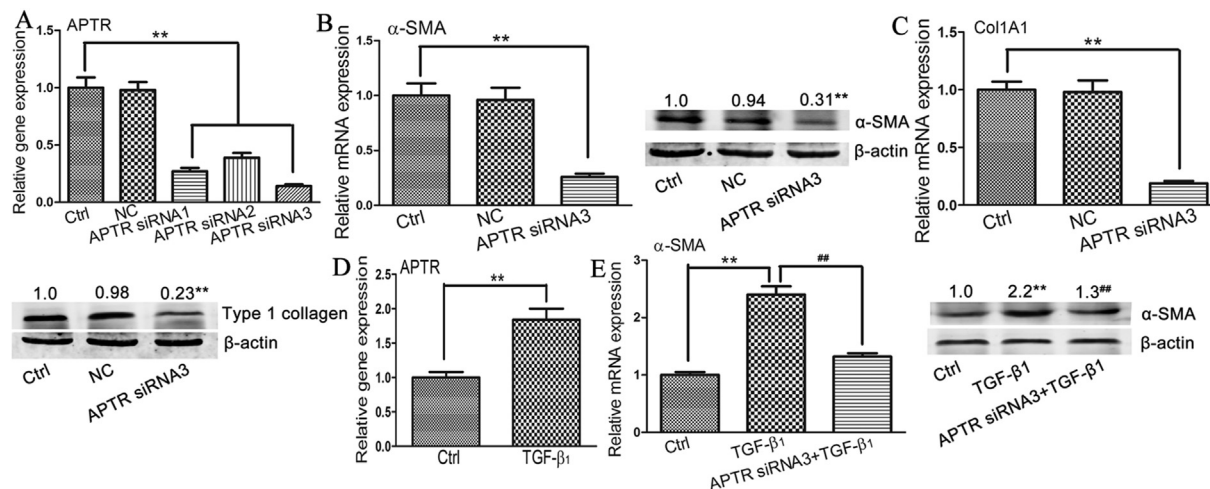 A
APTR
**
Relative gene expression
1.5
1.0
0.5
0.0
Ctrl
NC
APTR siRNA1
APTR siRNA2
APTR siRNA3
B
α-SMA
**
Relative mRNA expression
1.5
1.0
0.5
0.0
Ctrl
NC
APTR siRNA3
1.0 0.94 0.31**
α-SMA
β-actin
Ctrl
NC
APTR siRNA3
C
Col1A1
**
Relative mRNA expression
1.5
1.0
0.5
0.0
Ctrl
NC
APTR siRNA3
1.0 0.98 0.23**
Type 1 collagen
β-actin
Ctrl
NC
APTR siRNA3
D
APTR
**
Relative gene expression
2.5
2.0
1.5
1.0
0.5
0.0
Ctrl
TGF-β1
E
α-SMA
**
##
Relative mRNA expression
4
3
2
1
0
Ctrl
TGF-β1
APTR siRNA3+TGF-β1
1.0 2.2** 1.3##
α-SMA
β-actin
Ctrl
TGF-β1
APTR siRNA3+TGF-β1